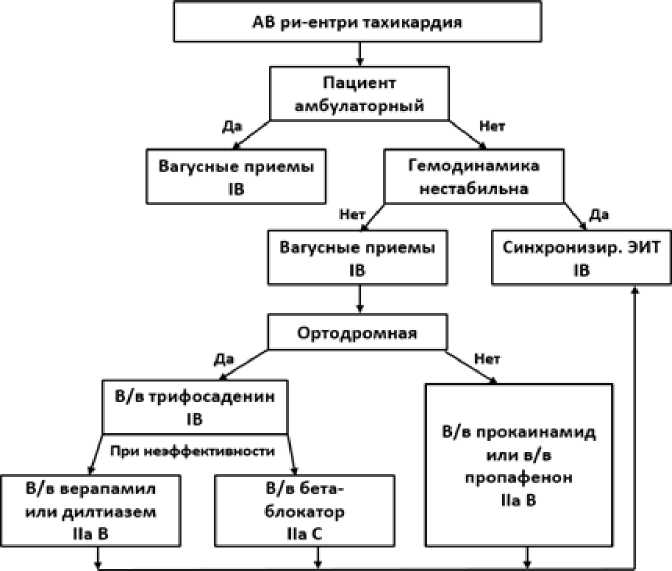 АВ ри-ентри тахикардия
Пациент
амбулаторный
Да
Нет
Вагусные приемы
IB
Гемодинамика
нестабильна
Нет
Да
Вагусные приемы
IB
Синхронизир. ЭИТ
IB
Ортодромная
Да
Нет
В/в трифосаденин
IB
При неэффективности
В/в верапамил
или дилтиазем
IIa B
В/в бета-
блокатор
IIa C
В/в прокаинамид
или в/в
пропафенон
IIa B